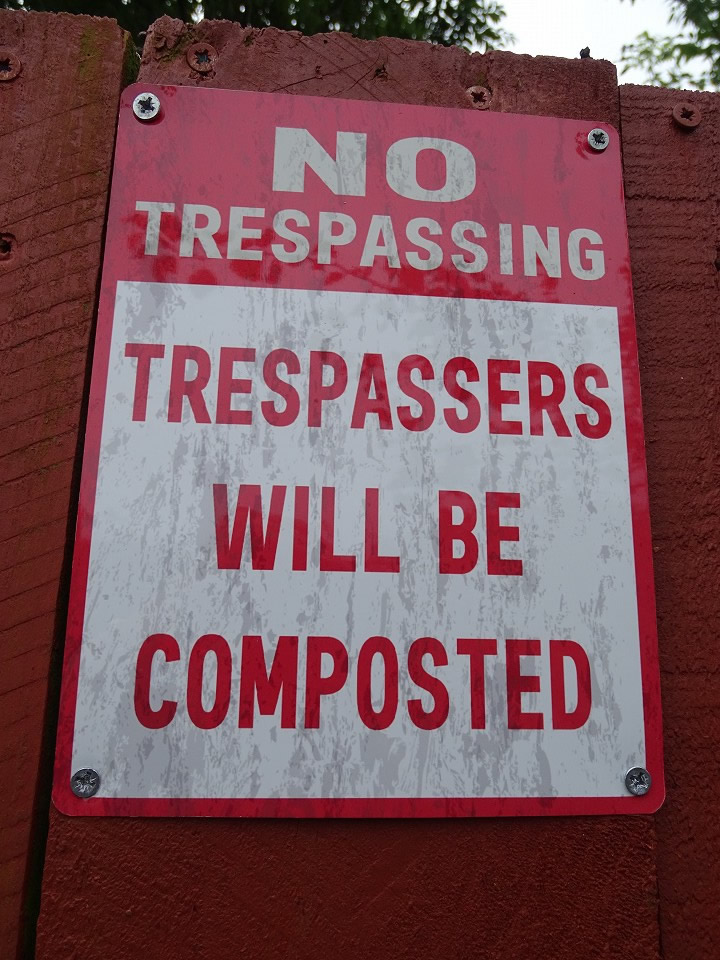 NO
TRESPASSING
TRESPASSERS
WILL BE
COMPOSTED